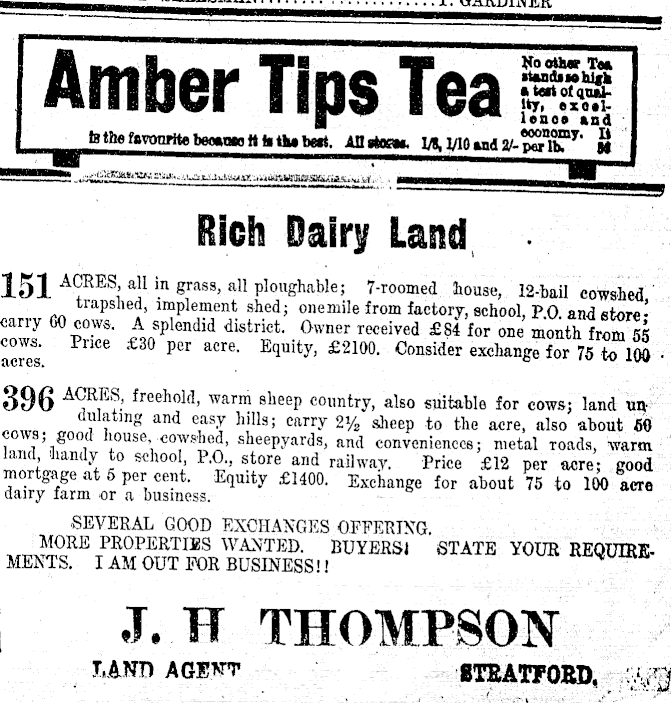 I. GARDINER
Amber Tips Tea
No other Tea
stands so high
a test of qual-
ity, excel-
lence and
economy. It
is the favourite because it is the best. All stores. 1/8, 1/10 and 2/- per lb.
Rich Dairy Land
151 ACRES, all in grass, all ploughable; 7-roomed house, 12-bail cowshed,
trapshed, implement shed; one mile from factory, school, P.O. and store;
carry 60 cows. A splendid district. Owner received £84 for one month from 55
cows. Price £30 per acre. Equity, £2100. Consider exchange for 75 to 100
acres.
396 ACRES, freehold, warm sheep country, also suitable for cows; land un-
dulating and easy hills; carry 2½ sheep to the acre, also about 50
cows; good house, cowshed, sheepyards, and conveniences; metal roads, warm
land, handy to school, P.O., store and railway. Price £12 per acre; good
mortgage at 5 per cent. Equity £1400. Exchange for about 75 to 100 acre
dairy farm or a business.
SEVERAL GOOD EXCHANGES OFFERING.
MORE PROPERTIES WANTED. BUYERS! STATE YOUR REQUIRE-
MENTS. I AM OUT FOR BUSINESS!!
J. H THOMPSON
LAND AGENT STRATFORD,